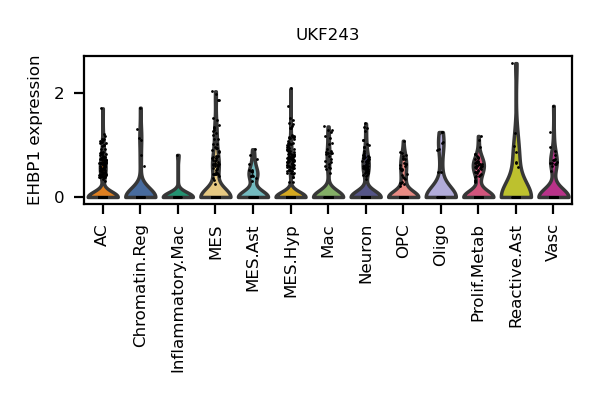 UKF243
EHBP1 expression
2
0
AC
Chromatin.Reg
Inflammatory.Mac
MES
MES.Ast
MES.Hyp
Mac
Neuron
OPC
Oligo
Prolif.Metab
Reactive.Ast
Vasc